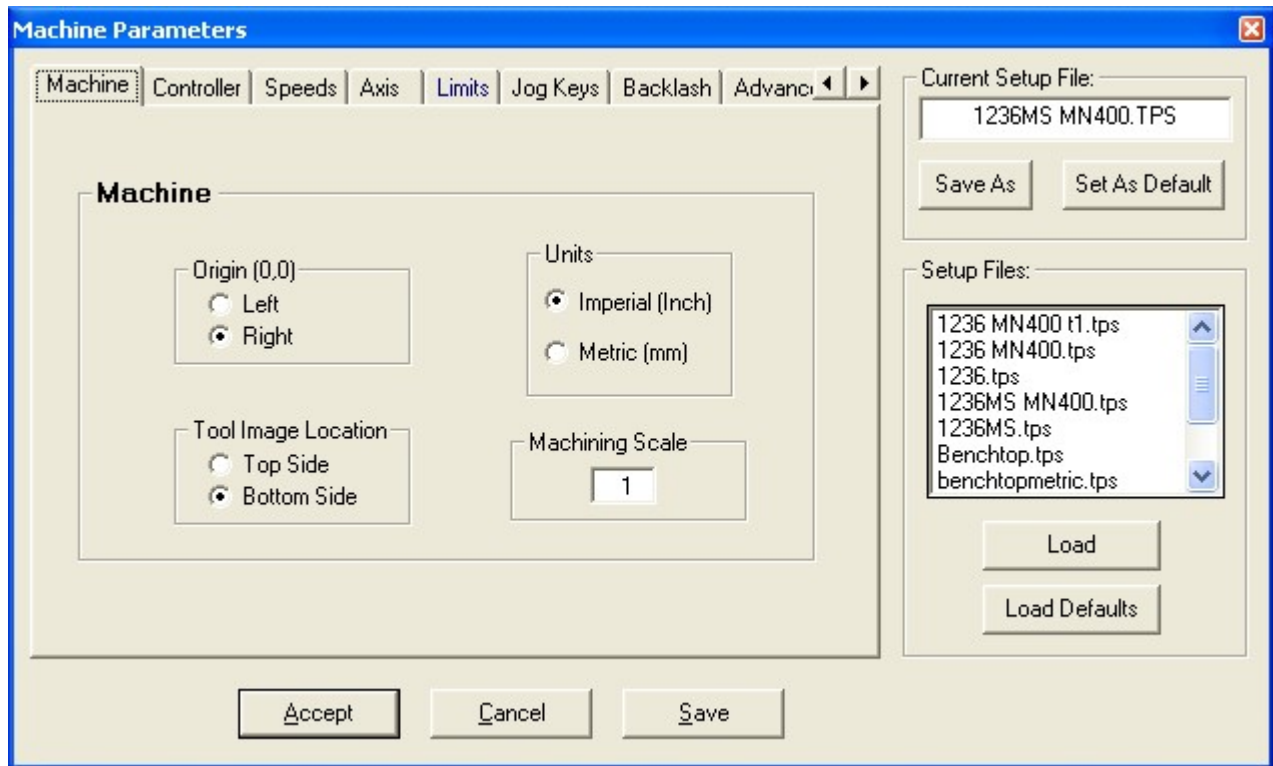 Machine Parameters
Machine Controller Speeds Axis Limits Jog Keys Backlash Advanc
Machine
Origin (0,0)
Left
Right
Units
Imperial (Inch)
Metric (mm)
Tool Image Location
Top Side
Bottom Side
Machining Scale
1
Accept Cancel Save
Current Setup File:
1236MS MN400.TPS
Save As Set As Default
Setup Files:
1236 MN400 t1.tps
1236 MN400.tps
1236.tps
1236MS MN400.tps
1236MS.tps
Benchtop.tps
benchtopmetric.tps
Load
Load Defaults